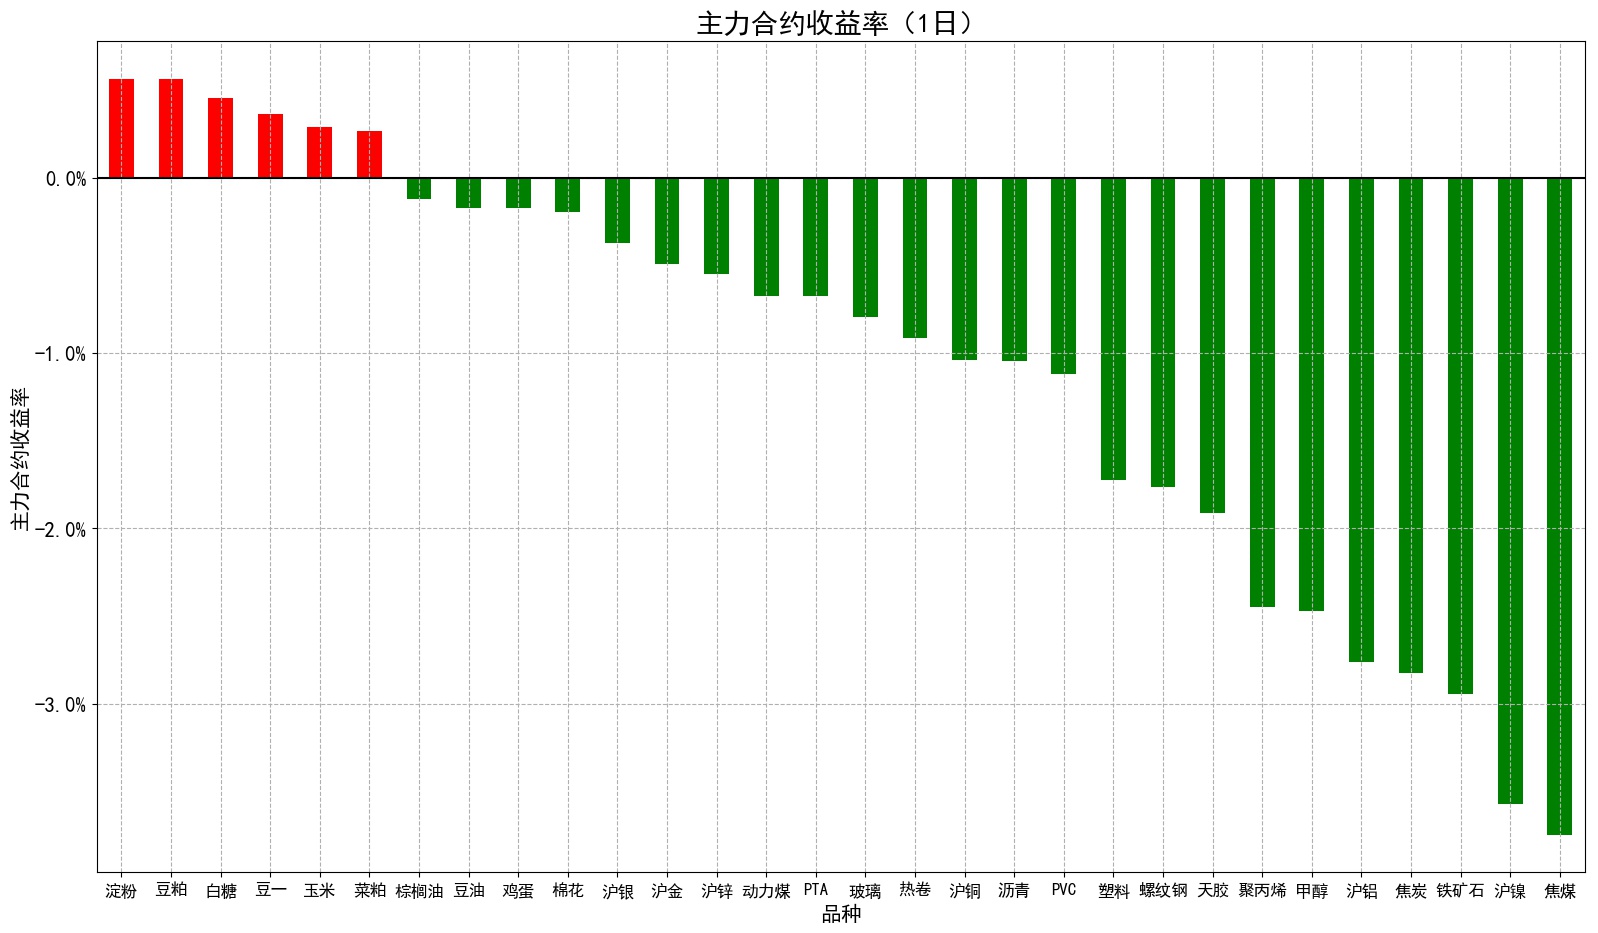 主力合约收益率（1日）
主力合约收益率
0.0%
−1.0%
−2.0%
−3.0%
淀粉 豆粕 白糖 豆一 玉米 菜粕 棕榈油 豆油 鸡蛋 棉花 沪银 沪金 沪锌 动力煤 PTA 玻璃 热卷 沪铜 沥青 PVC 塑料 螺纹钢 天胶 聚丙烯 甲醇 沪铝 焦炭 铁矿石 沪镍 焦煤
品种